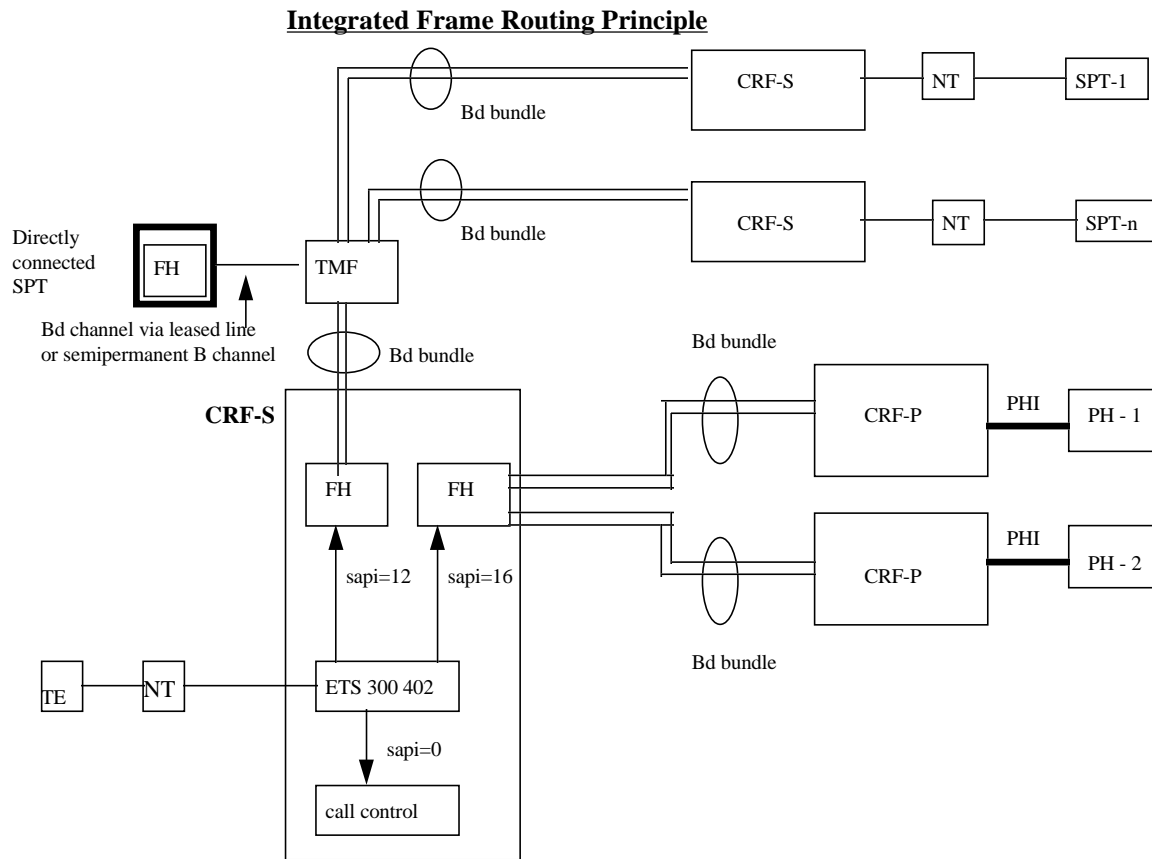 Integrated Frame Routing Principle
CRF-S
NT
SPT-1
Bd bundle
CRF-S
NT
SPT-n
Bd bundle
Directly
connected
SPT
FH
TMF
Bd channel via leased line
or semipermanent B channel
Bd bundle
Bd bundle
CRF-S
CRF-P
PHI
PH - 1
FH
FH
sapi=12
sapi=16
CRF-P
PHI
PH - 2
Bd bundle
TE
NT
ETS 300 402
sapi=0
call control